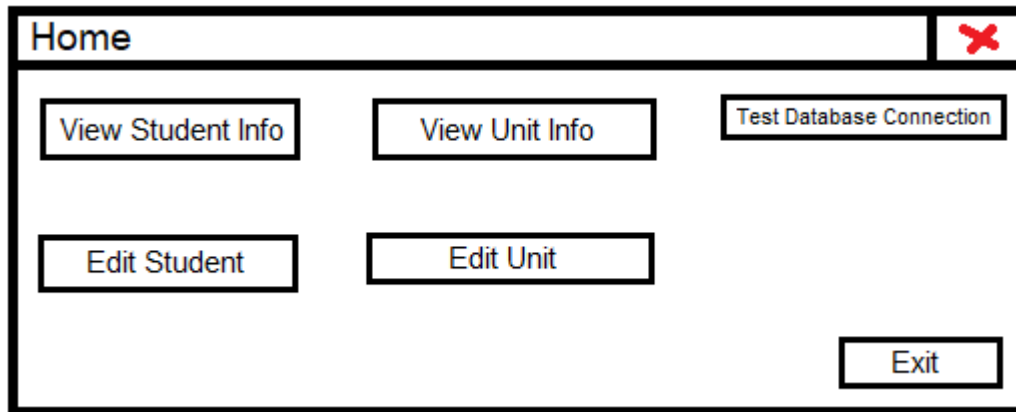 Home
View Student Info
View Unit Info
Test Database Connection
Edit Student
Edit Unit
Exit